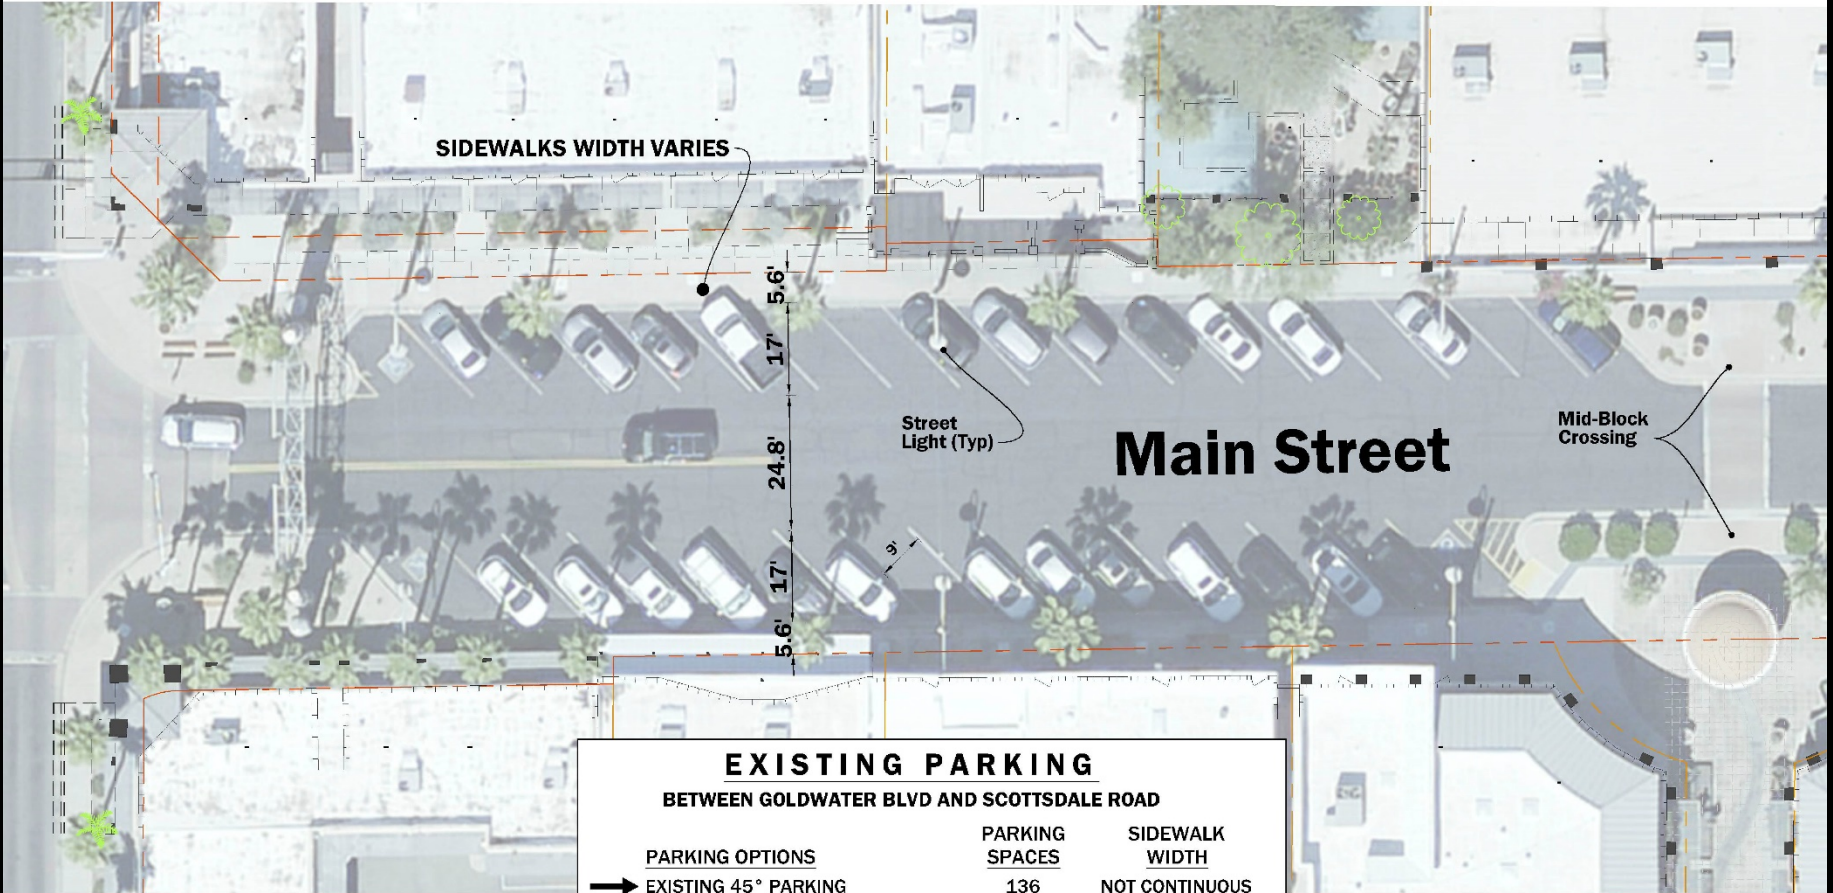 SIDEWALKS WIDTH VARIES
5.6'
17'
24.8'
17'
5.6'
9'
Street
Light (Typ)
Main Street
Mid-Block
Crossing
EXISTING PARKING
BETWEEN GOLDWATER BLVD AND SCOTTSDALE ROAD
PARKING OPTIONS PARKING SPACES SIDEWALK WIDTH
EXISTING 45° PARKING 136 NOT CONTINUOUS